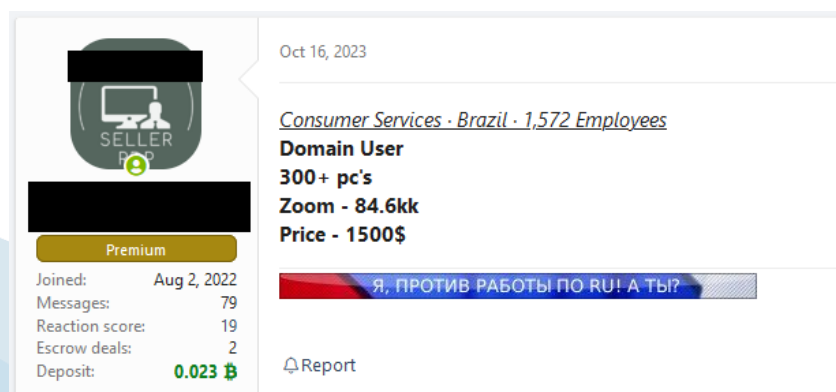 Oct 16, 2023
SELLER
Premium
Joined: Aug 2, 2022
Messages: 79
Reaction score: 19
Escrow deals: 2
Deposit: 0.023 ₿
Consumer Services · Brazil · 1,572 Employees
Domain User
300+ pc's
Zoom - 84.6kk
Price - 1500$
Я, ПРОТИВ РАБОТЫ ПО RU! А ТЫ?
Report